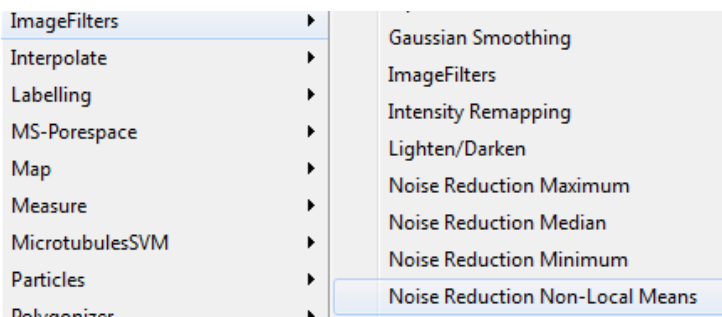 ImageFilters
Interpolate
Labelling
MS-Porespace
Map
Measure
MicrotubulesSVM
Particles
Polygonizer
Gaussian Smoothing
ImageFilters
Intensity Remapping
Lighten/Darken
Noise Reduction Maximum
Noise Reduction Median
Noise Reduction Minimum
Noise Reduction Non-Local Means